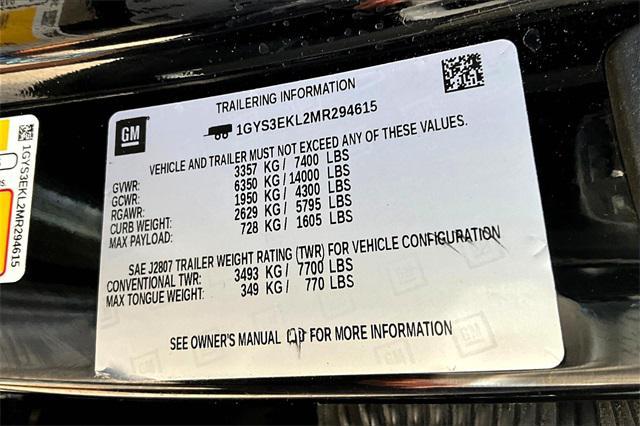 TRAILERING INFORMATION
GM
1GYS3EKL2MR294615
VEHICLE AND TRAILER MUST NOT EXCEED ANY OF THESE VALUES.
GVWR: 3357 KG/ 7400 LBS
GCWR: 6350 KG/ 14000 LBS
RGAWR: 1950 KG/ 4300 LBS
CURB WEIGHT: 2629 KG/ 5795 LBS
MAX PAYLOAD: 728 KG/ 1605 LBS
SAE J2807 TRAILER WEIGHT RATING (TWR) FOR VEHICLE CONFIGURATION
CONVENTIONAL TWR: 3493 KG/ 7700 LBS
MAX TONGUE WEIGHT: 349 KG/ 770 LBS
SEE OWNER'S MANUAL FOR MORE INFORMATION
1GYS3EKL2MR294615